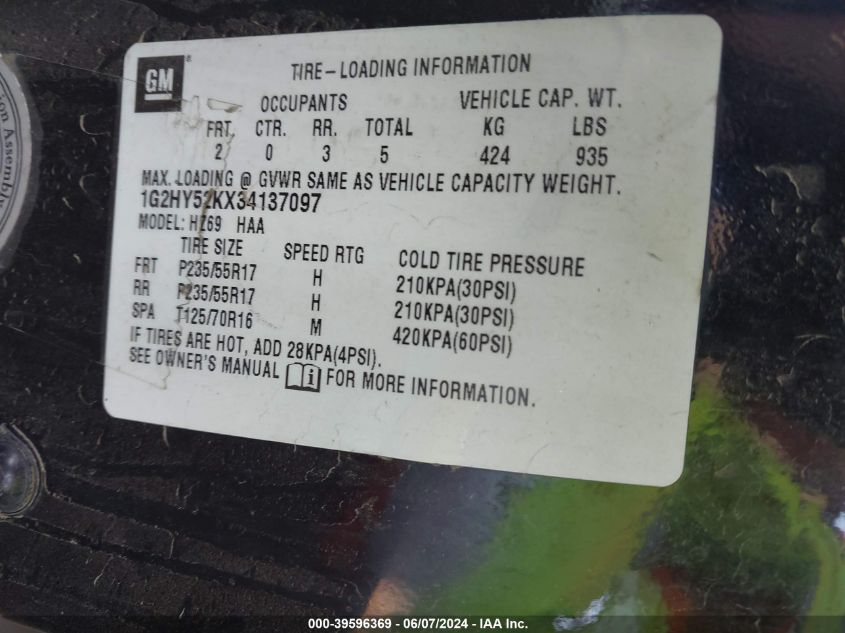 GM ® TIRE-LOADING INFORMATION
OCCUPANTS VEHICLE CAP. WT.
FRT. CTR. RR. TOTAL KG LBS
2 0 3 5 424 935
MAX. LOADING @ GVWR SAME AS VEHICLE CAPACITY WEIGHT.
1G2HY52KX34137097
MODEL: HZ69 HAA
TIRE SIZE SPEED RTG COLD TIRE PRESSURE
FRT P235/55R17 H 210KPA(30PSI)
RR P235/55R17 H 210KPA(30PSI)
SPA T125/70R16 M 420KPA(60PSI)
IF TIRES ARE HOT, ADD 28KPA(4PSI).
SEE OWNER'S MANUAL i FOR MORE INFORMATION.
Assembly
000-39596369 / 06/07/2024 - IAA Inc.